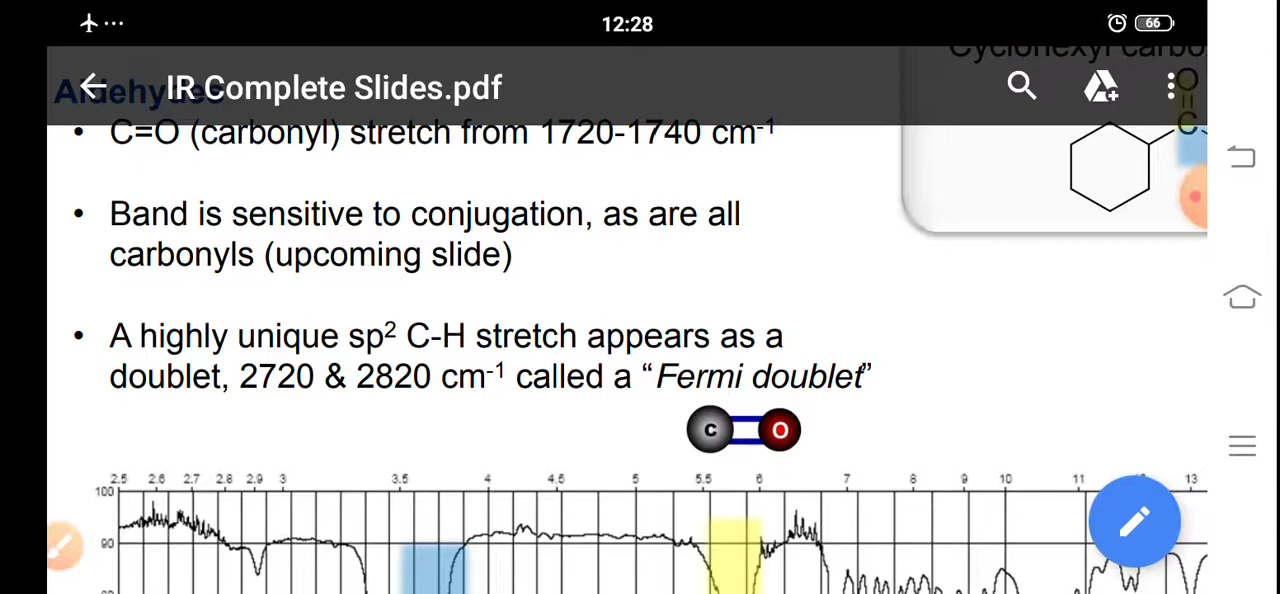 12:28
66
Cyclohexyl carbo
Aldehydes
IR Complete Slides.pdf
O
C
• C=O (carbonyl) stretch from 1720-1740 cm-1
• Band is sensitive to conjugation, as are all
carbonyls (upcoming slide)
• A highly unique sp2 C-H stretch appears as a
doublet, 2720 & 2820 cm-1 called a “Fermi doublet”
C O
2.5 2.6 2.7 2.8 2.9 3 3.5 4 4.5 5 5.5 6 7 8 9 10 11 13
100
90